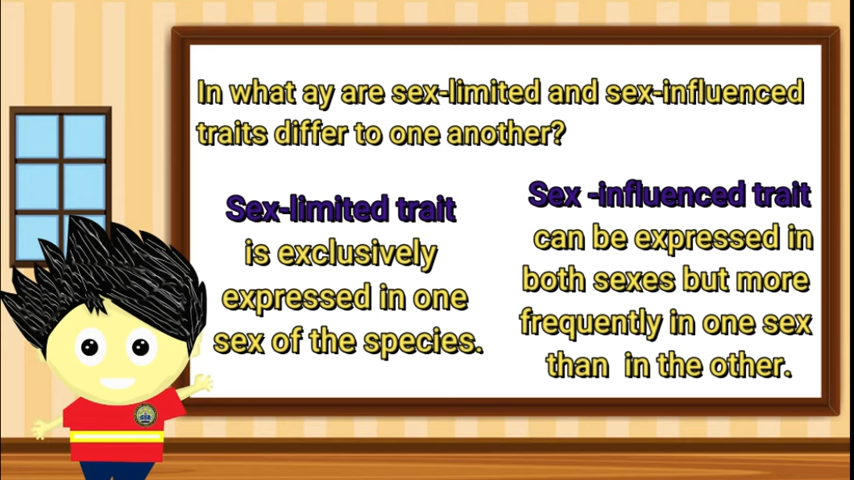 In what ay are sex-limited and sex-influenced
traits differ to one another?
Sex-limited trait
is exclusively
expressed in one
sex of the species.
Sex -influenced trait
can be expressed in
both sexes but more
frequently in one sex
than in the other.